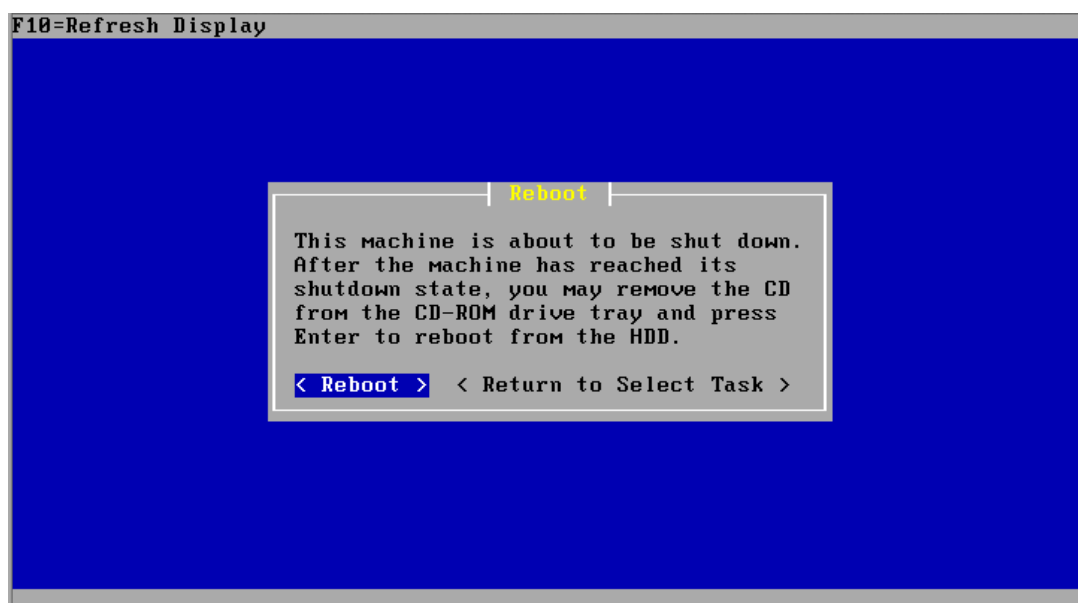 F10=Refresh Display
Reboot
This machine is about to be shut down.
After the machine has reached its
shutdown state, you may remove the CD
from the CD-ROM drive tray and press
Enter to reboot from the HDD.
< Reboot > < Return to Select Task >